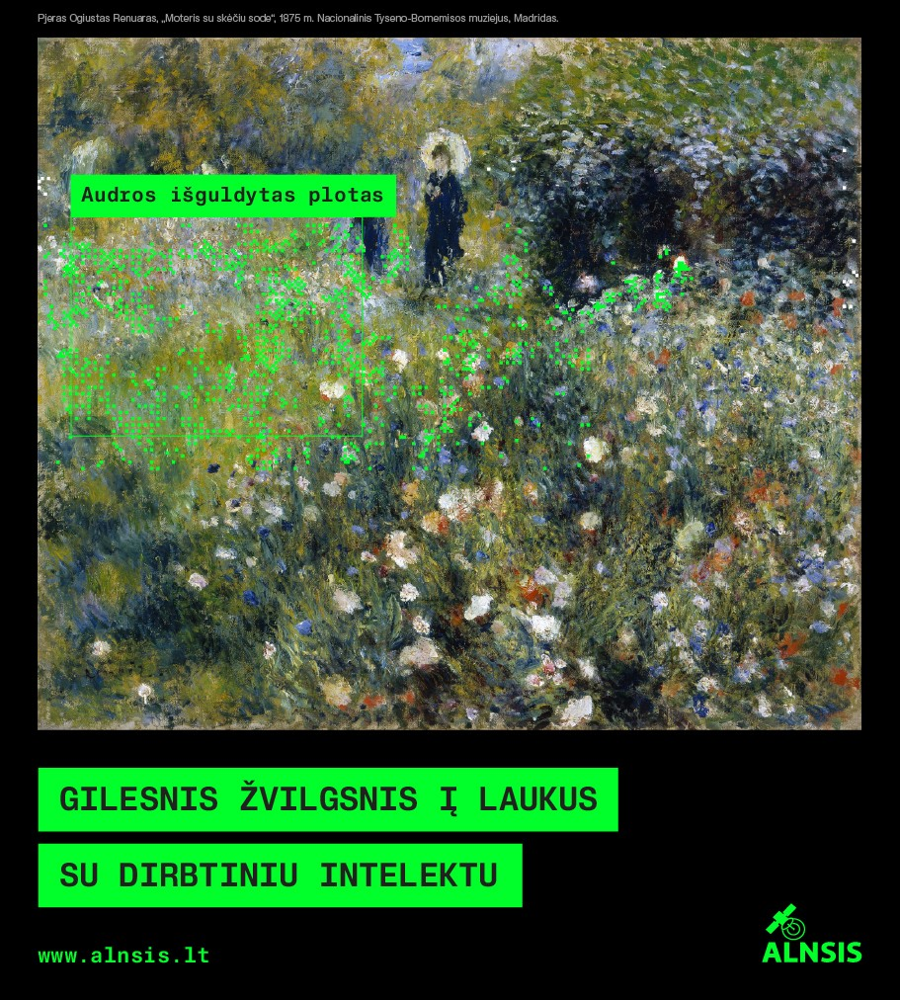 Pjeras Ogiustas Renuaras, „Moteris su skėčiu sode“, 1875 m. Nacionalinis Tyseno-Bornemisos muziejus, Madridas.
Audros išguldytas plotas
GILESNIS ŽVILGSNIS Į LAUKUS
SU DIRBTINIU INTELEKTU
www.alnsis.lt
ALNSIS